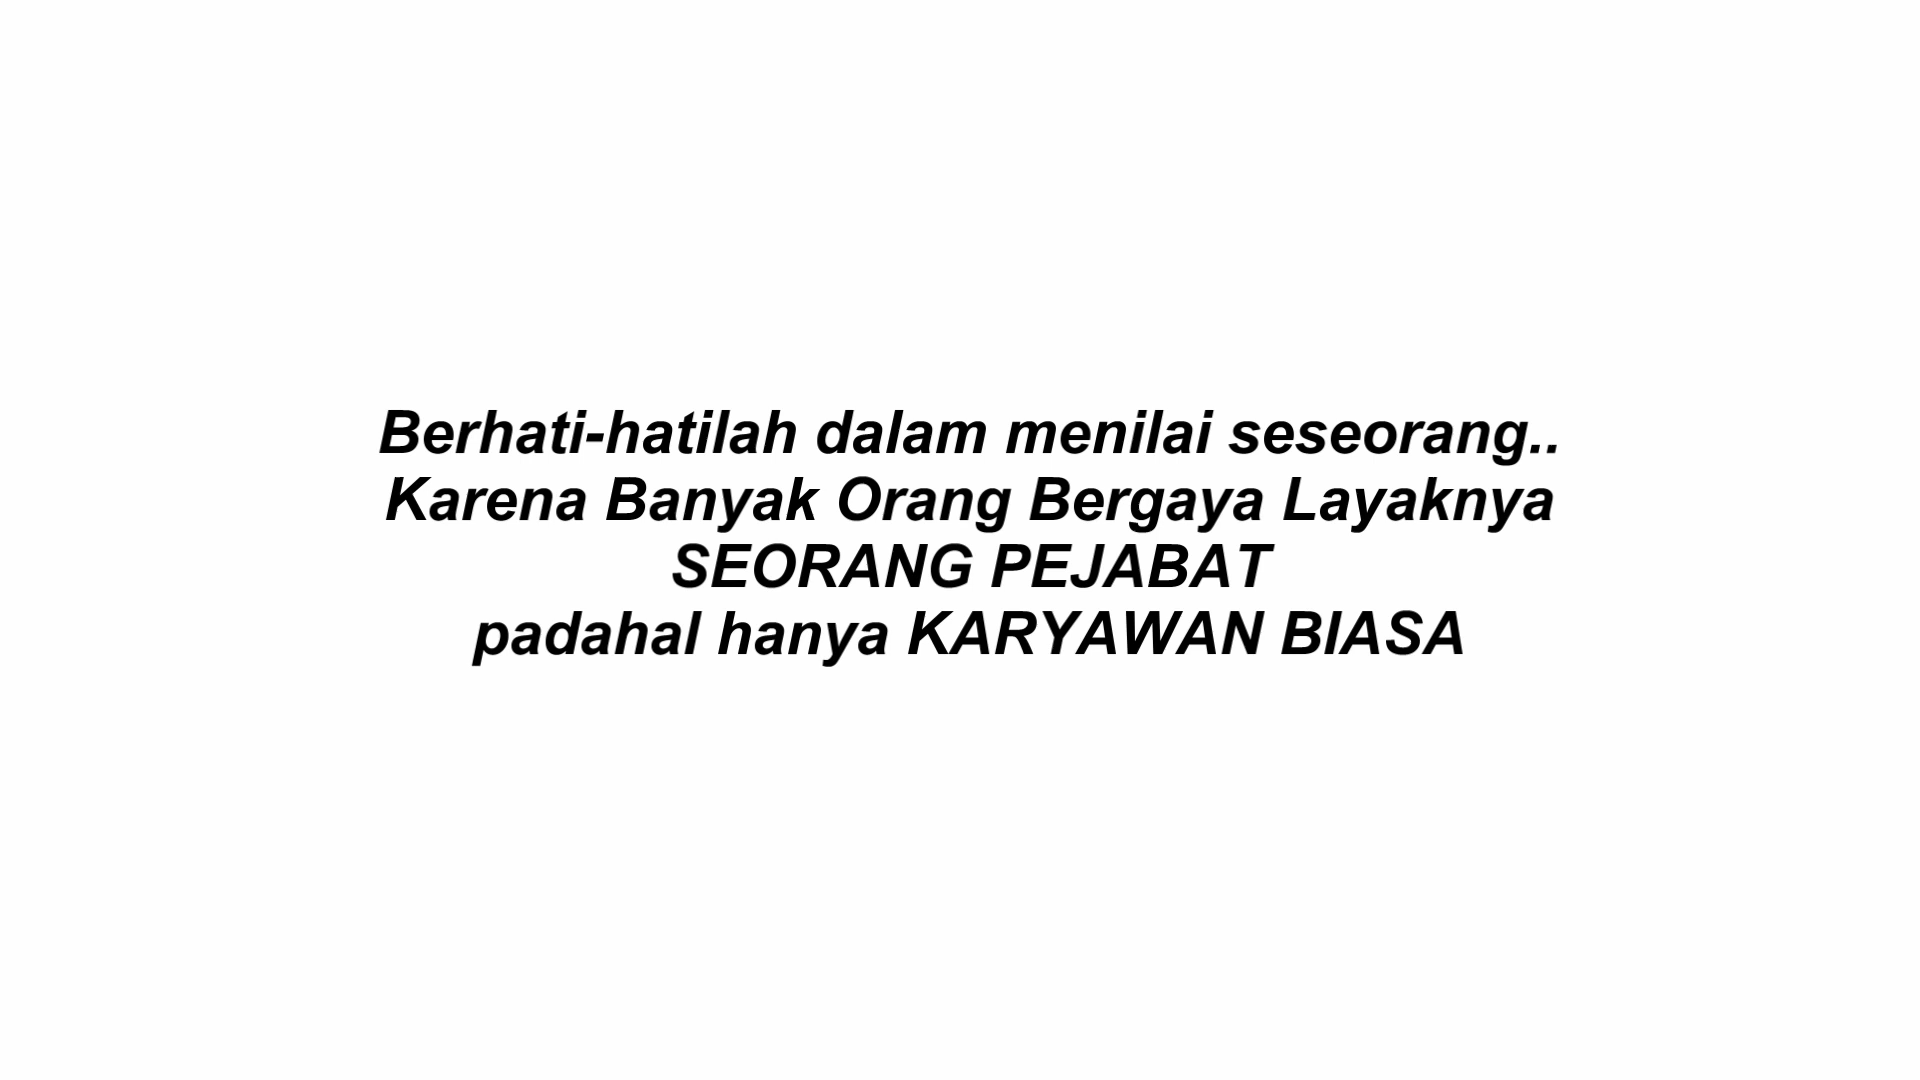 Berhati-hatilah dalam menilai seseorang..
Karena Banyak Orang Bergaya Layaknya
SEORANG PEJABAT
padahal hanya KARYAWAN BIASA